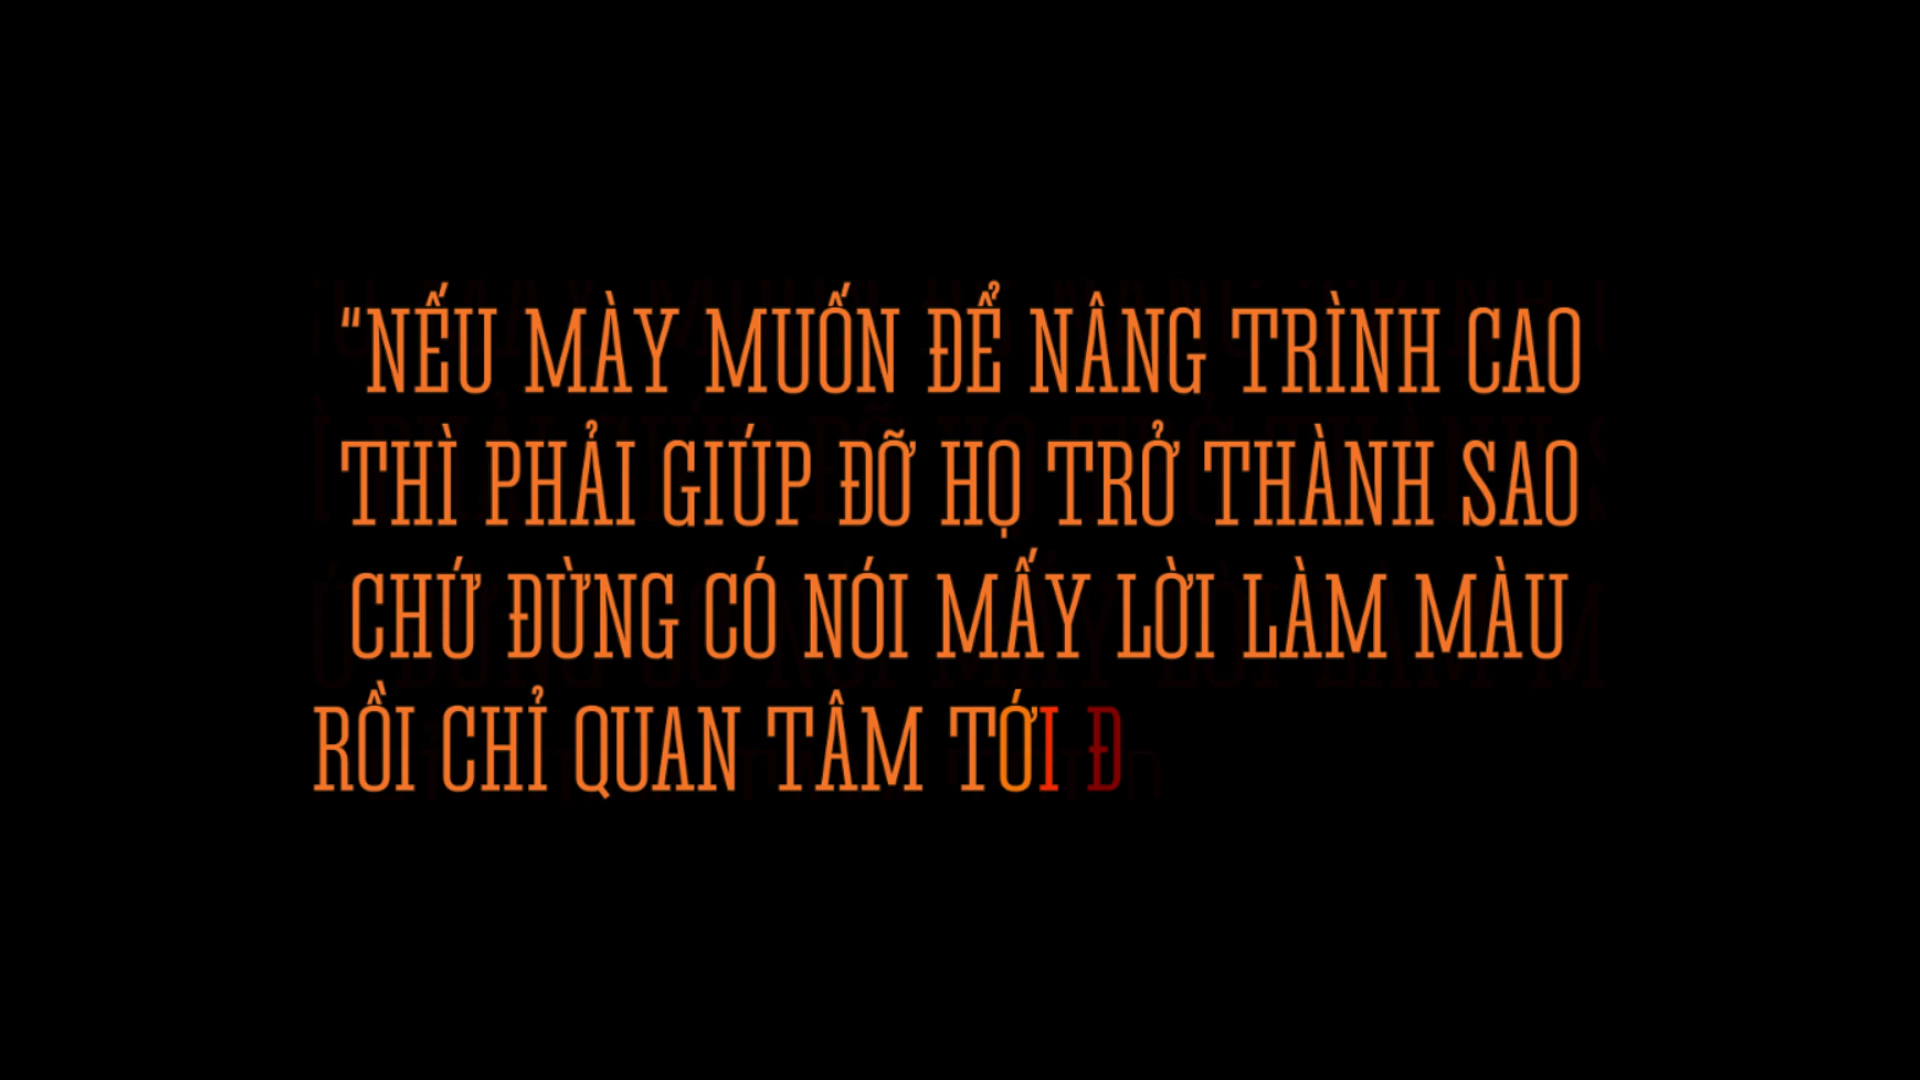 “NẾU MÀY MUỐN ĐỂ NÂNG TRÌNH CAO
THÌ PHẢI GIÚP ĐỠ HỌ TRỞ THÀNH SAO
CHỨ ĐỪNG CÓ NÓI MẤY LỜI LÀM MÀU
RỒI CHỈ QUAN TÂM TỚI Đ